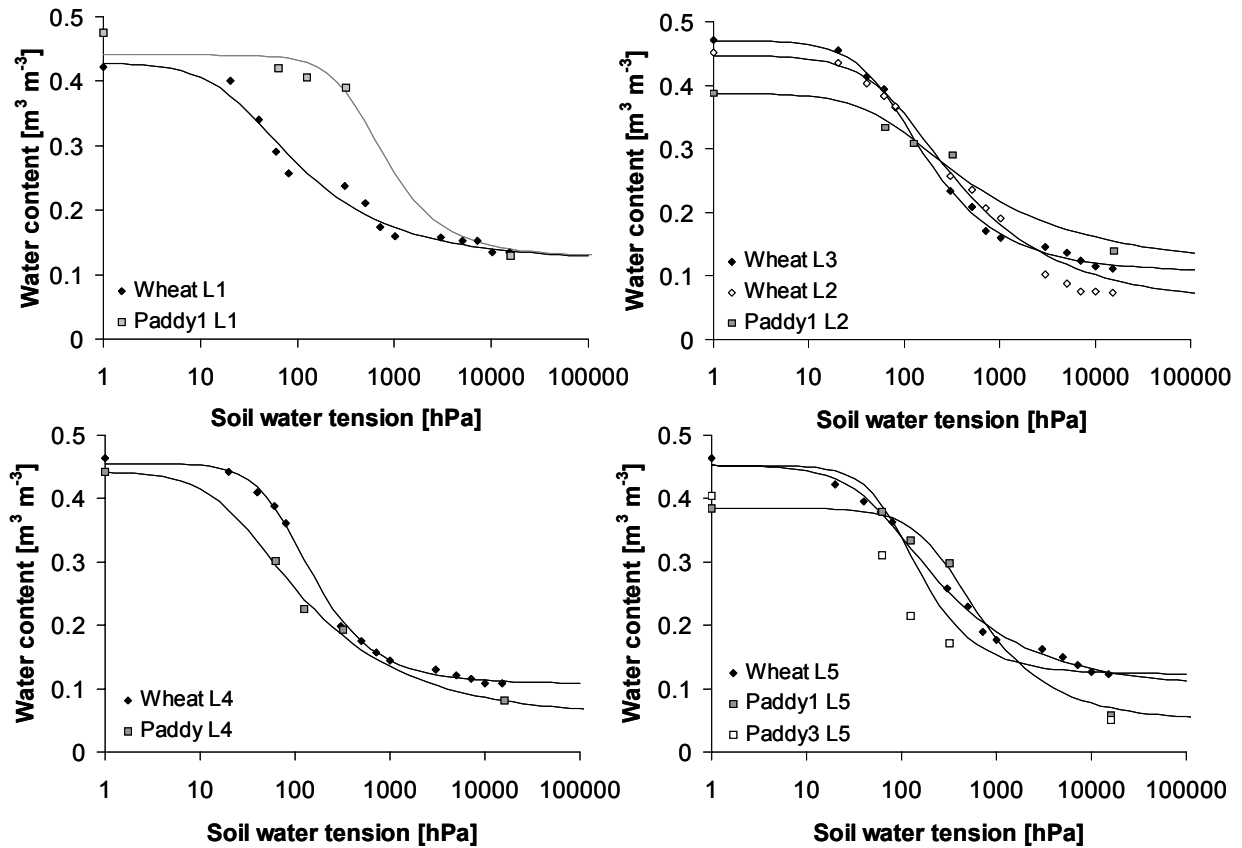 Water content [m³ m⁻³]
0.5
0.4
0.3
0.2
0.1
0
Wheat L1
Paddy1 L1
1 10 100 1000 10000 100000
Soil water tension [hPa]
Water content [m³ m⁻³]
0.5
0.4
0.3
0.2
0.1
0
Wheat L3
Wheat L2
Paddy1 L2
1 10 100 1000 10000 100000
Soil water tension [hPa]
Water content [m³ m⁻³]
0.5
0.4
0.3
0.2
0.1
0
Wheat L4
Paddy L4
1 10 100 1000 10000 100000
Soil water tension [hPa]
Water content [m³ m⁻³]
0.5
0.4
0.3
0.2
0.1
0
Wheat L5
Paddy1 L5
Paddy3 L5
1 10 100 1000 10000 100000
Soil water tension [hPa]